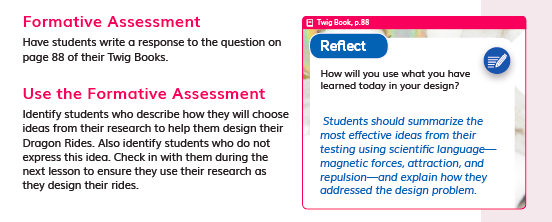 Formative Assessment
Have students write a response to the question on
page 88 of their Twig Books.
Use the Formative Assessment
Identify students who describe how they will choose
ideas from their research to help them design their
Dragon Rides. Also identify students who do not
express this idea. Check in with them during the
next lesson to ensure they use their research as
they design their rides.
Twig Book, p.88
Reflect
How will you use what you have
learned today in your design?
Students should summarize the
most effective ideas from their
testing using scientific language—
magnetic forces, attraction, and
repulsion—and explain how they
addressed the design problem.